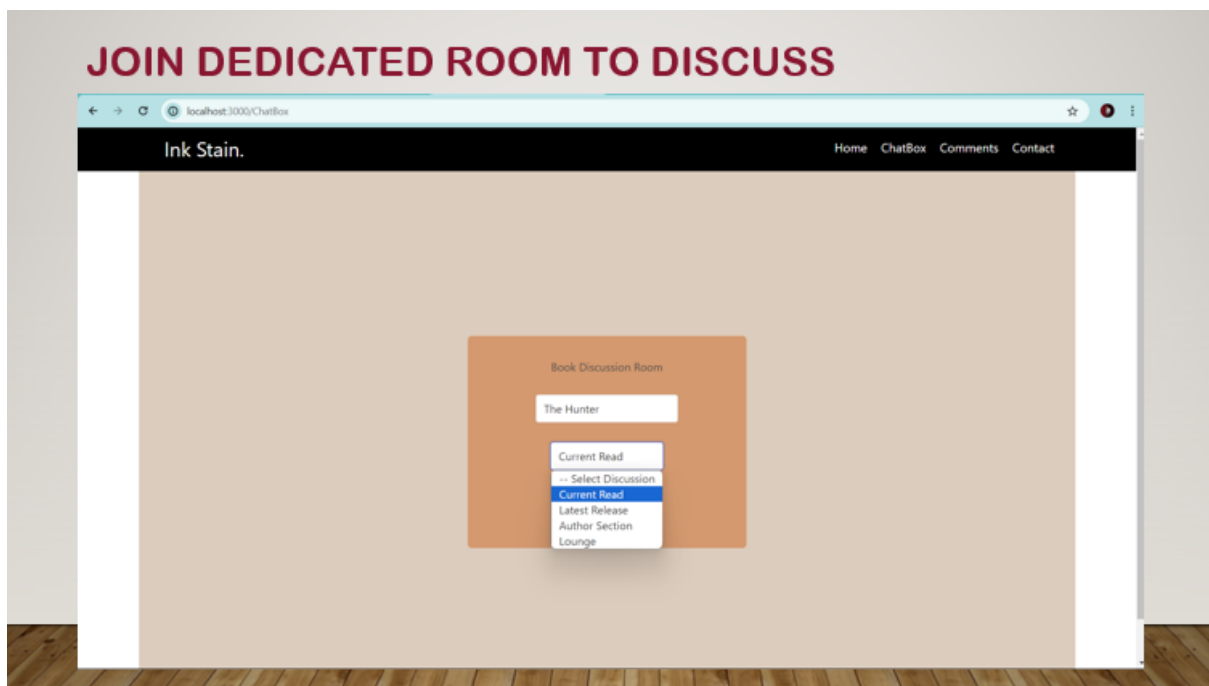 JOIN DEDICATED ROOM TO DISCUSS
localhost:3000/ChatBox
Ink Stain.
Home ChatBox Comments Contact
Book Discussion Room
The Hunter
Current Read
-- Select Discussion
Current Read
Latest Release
Author Section
Lounge